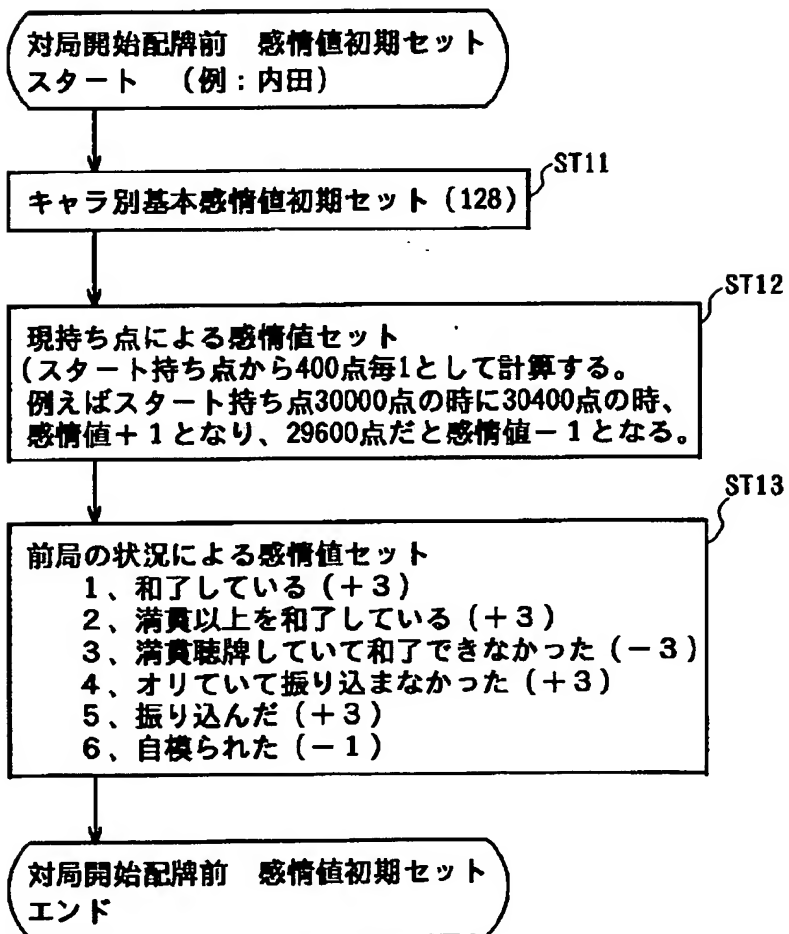 対局開始配牌前 感情値初期セット
スタート (例:内田)
ST11
キャラ別基本感情値初期セット(128)
ST12
現持ち点による感情値セット
(スタート持ち点から400点毎1として計算する。
例えばスタート持ち点30000点の時に30400点の時、
感情値+1となり、29600点だと感情値-1となる。
ST13
前局の状況による感情値セット
1、和了している(+3)
2、満貫以上を和了している(+3)
3、満貫聴牌していて和了できなかった(-3)
4、オリていて振り込まなかった(+3)
5、振り込んだ(+3)
6、自模られた(-1)
対局開始配牌前 感情値初期セット
エンド